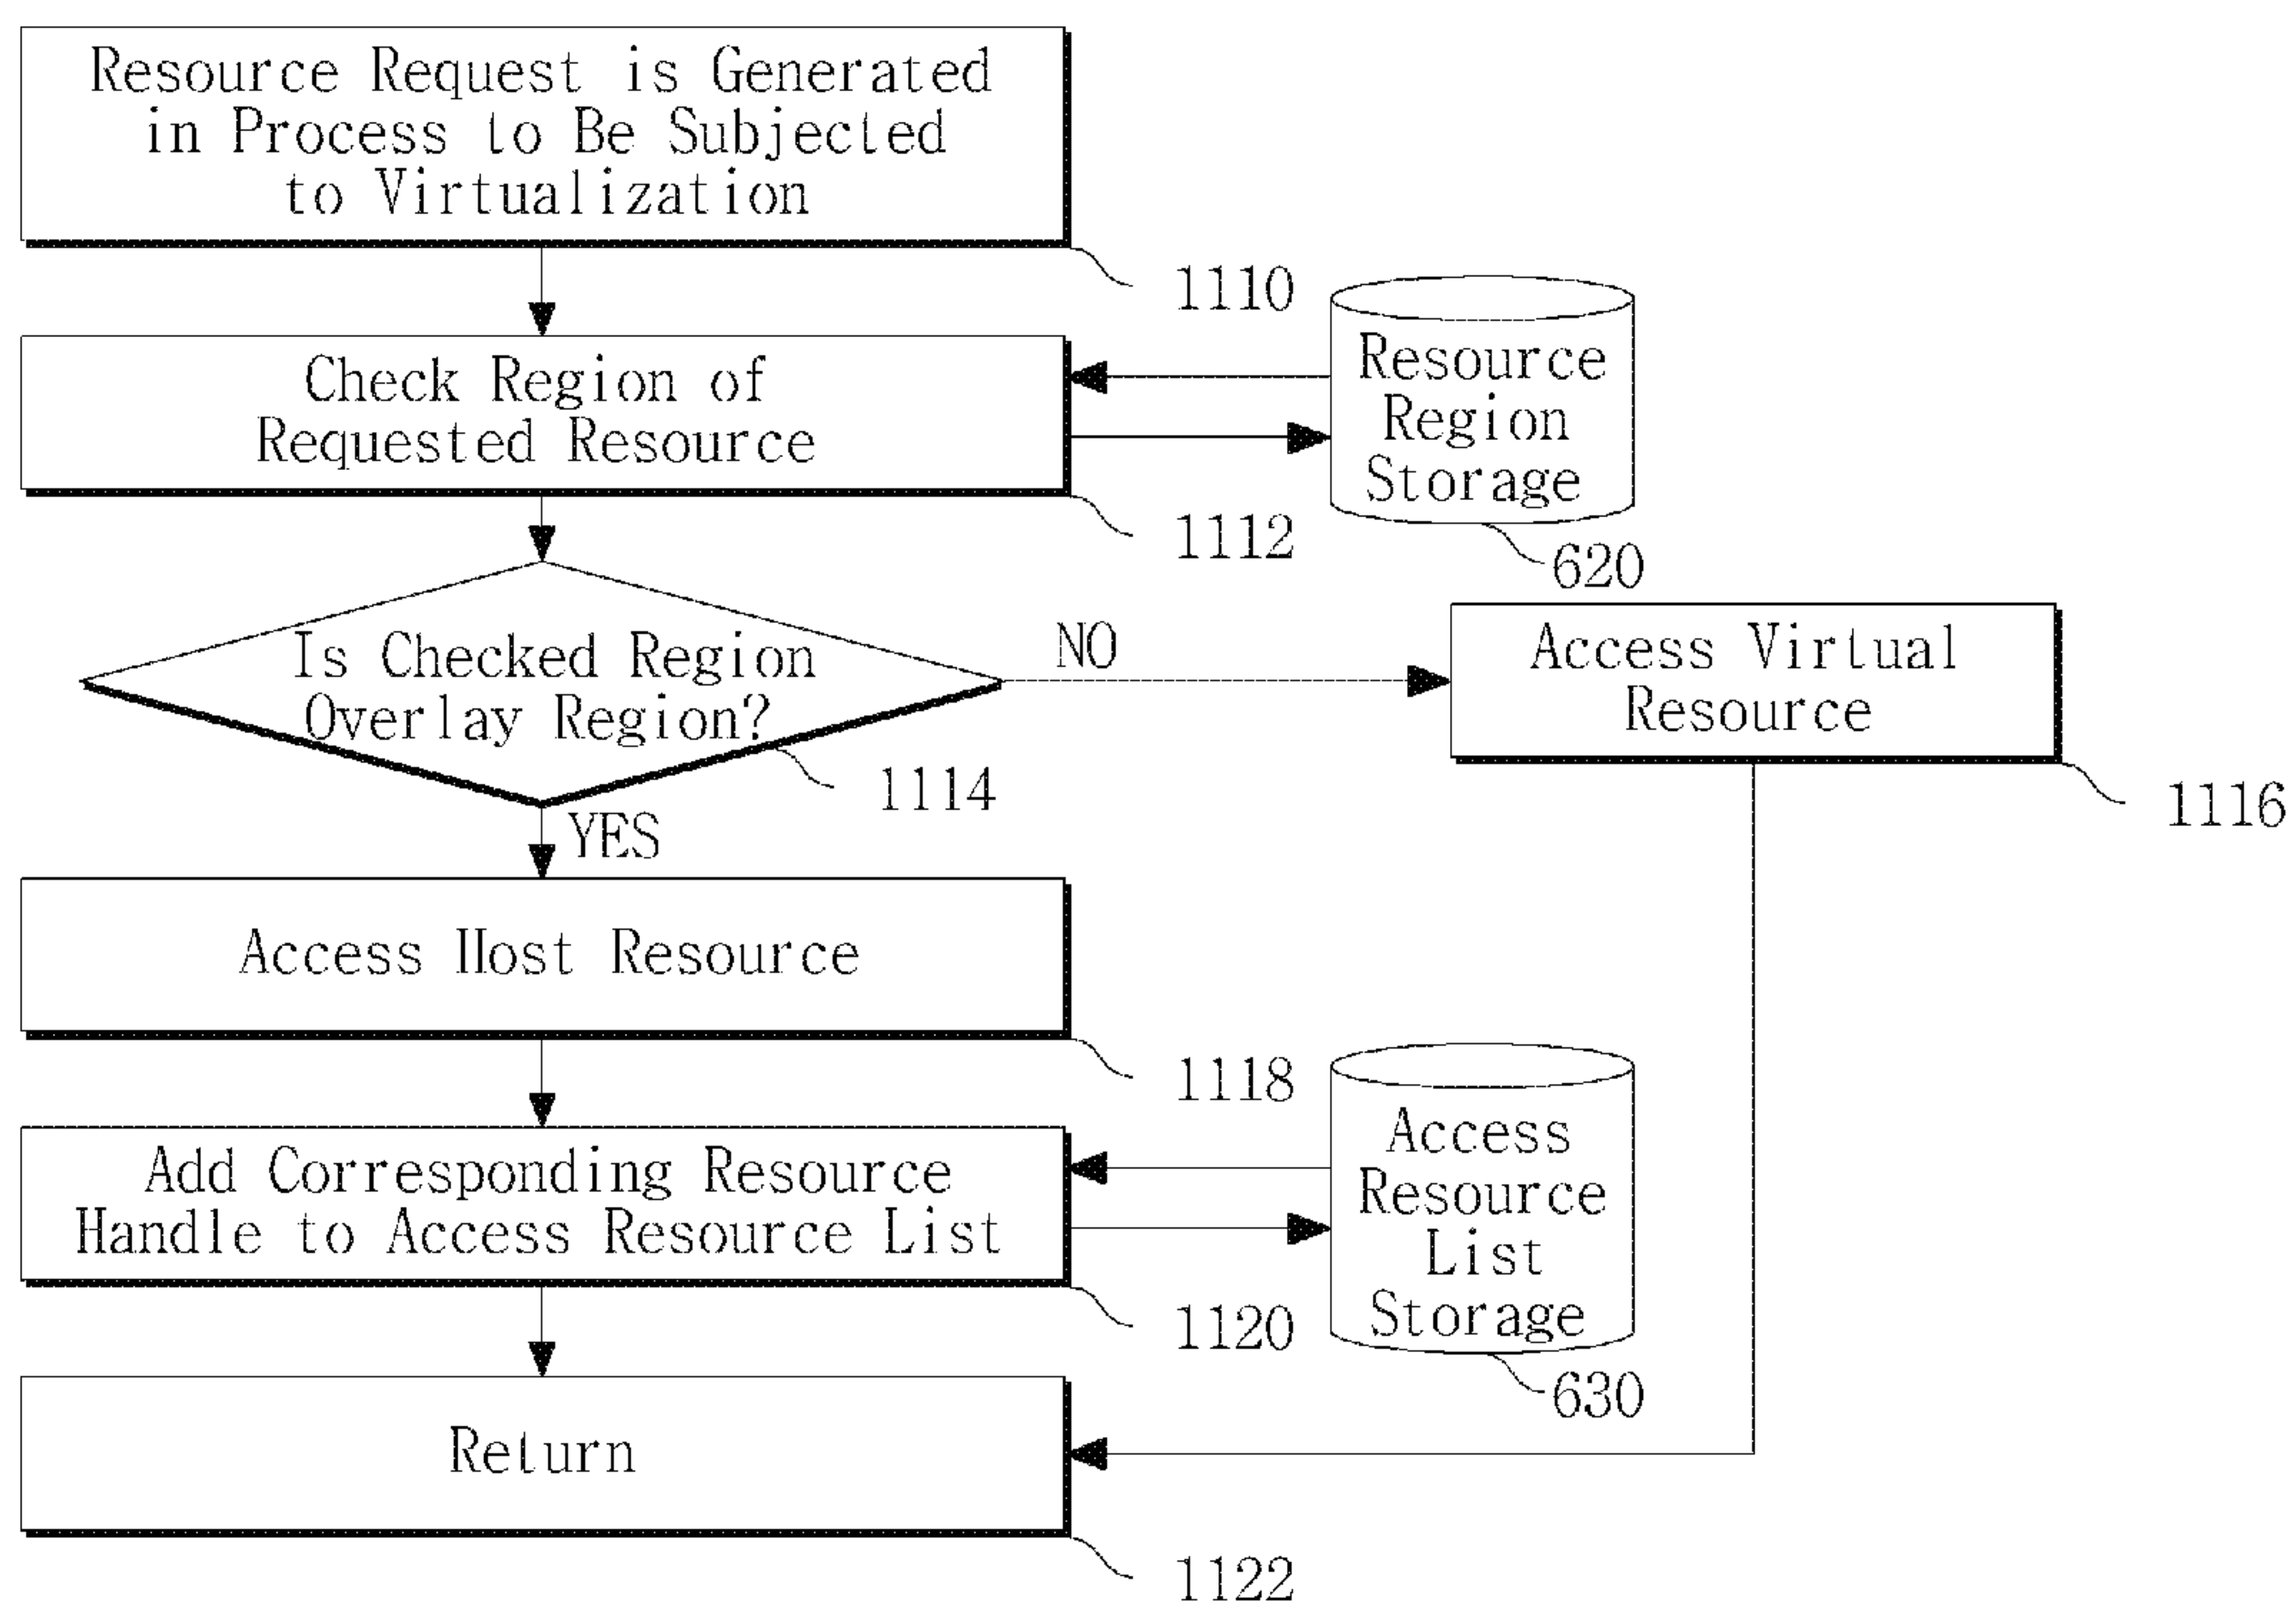 Resource Request is Generated
in Process to Be Subjected
to Virtualization
1110
Check Region of
Requested Resource
1112
Resource
Region
Storage
620
Is Checked Region
Overlay Region?
1114
NO
Access Virtual
Resource
1116
YES
Access Host Resource
1118
Add Corresponding Resource
Handle to Access Resource List
1120
Access
Resource
List
Storage
630
Return
1122